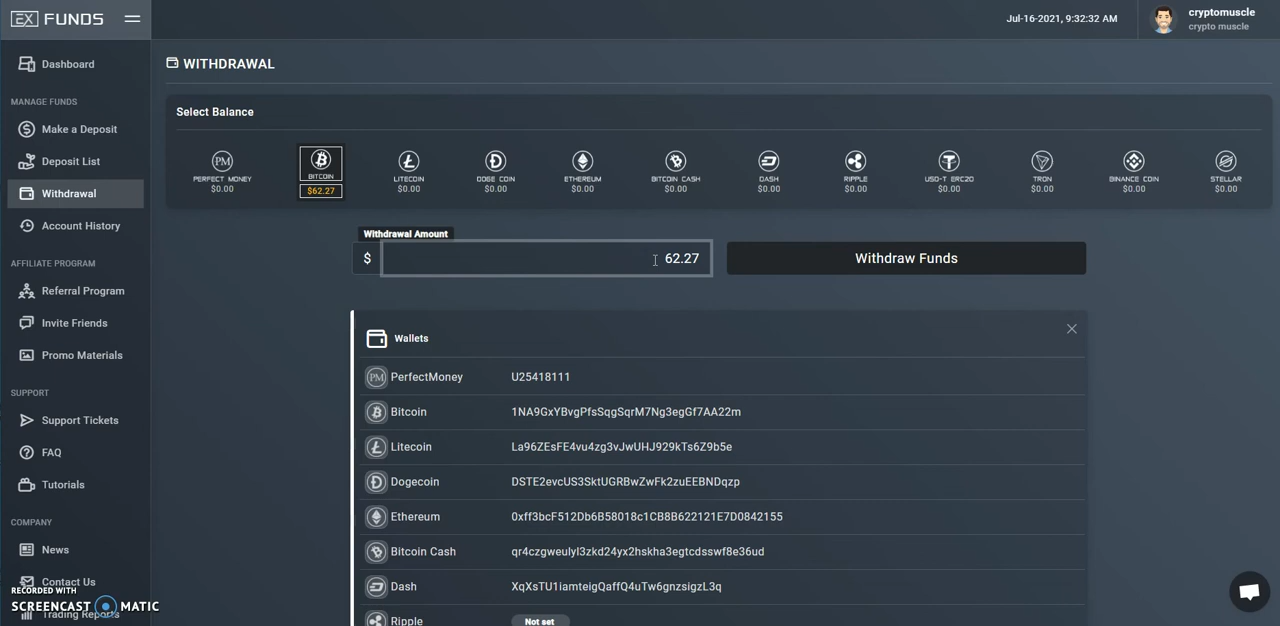 EX FUNDS
Jul-16-2021, 9:32:32 AM
cryptomuscle
crypto muscle
Dashboard
MANAGE FUNDS
Make a Deposit
Deposit List
Withdrawal
Account History
AFFILIATE PROGRAM
Referral Program
Invite Friends
Promo Materials
SUPPORT
Support Tickets
FAQ
Tutorials
COMPANY
News
Contact Us
Trading Reports
RECORDED WITH
SCREENCAST MATIC
WITHDRAWAL
Select Balance
PM
PERFECT MONEY
$0.00
BITCOIN
$62.27
LITECOIN
$0.00
DOGE COIN
$0.00
ETHEREUM
$0.00
BITCOIN CASH
$0.00
DASH
$0.00
RIPPLE
$0.00
USD-T ERC20
$0.00
TRON
$0.00
BINANCE COIN
$0.00
STELLAR
$0.00
Withdrawal Amount
$ 62.27
Withdraw Funds
Wallets
PM PerfectMoney U25418111
Bitcoin 1NA9GxYBvgPfsSqgSqrM7Ng3egGf7AA22m
Litecoin La96ZEsFE4vu4zg3vJwUHJ929kTs6Z9b5e
Dogecoin DSTE2evcUS3SktUGRBwZwFk2zuEEBNDqzp
Ethereum 0xff3bcF512Db6B58018c1CB8B622121E7D0842155
Bitcoin Cash qr4czgweulyl3zkd24yx2hskha3egtcdsswf8e36ud
Dash XqXsTU1iamteigQaffQ4uTw6gnzsigzL3q
Ripple Not set